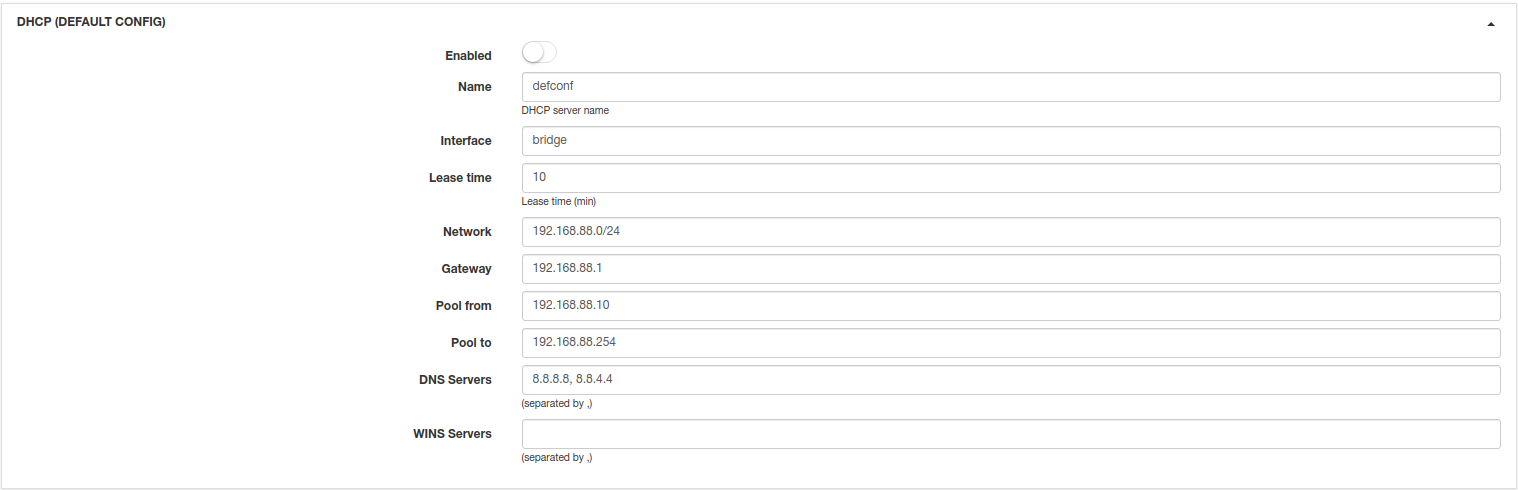 DHCP (DEFAULT CONFIG)
Enabled
Name defconf
DHCP server name
Interface bridge
Lease time 10
Lease time (min)
Network 192.168.88.0/24
Gateway 192.168.88.1
Pool from 192.168.88.10
Pool to 192.168.88.254
DNS Servers 8.8.8.8, 8.8.4.4
(separated by ,)
WINS Servers
(separated by ,)